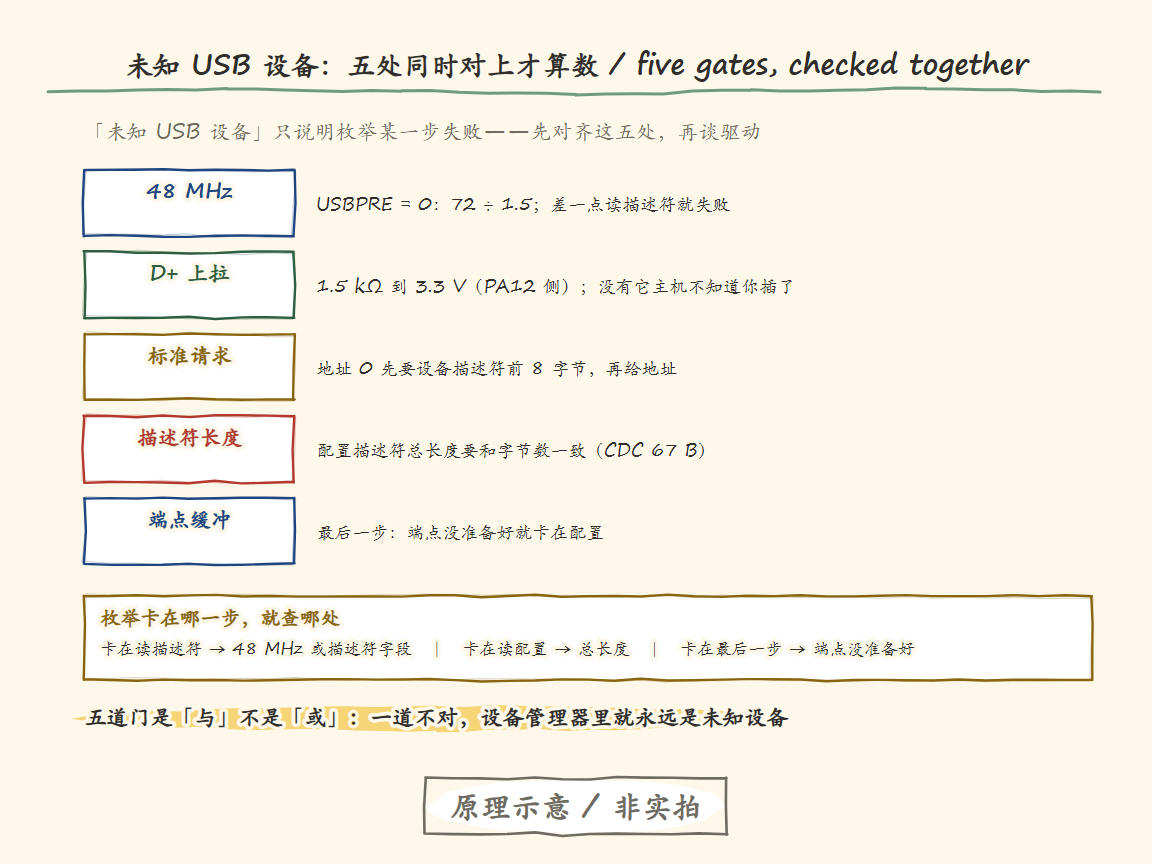 未知 USB 设备：五处同时对上才算数 / five gates, checked together
「未知 USB 设备」只说明枚举某一步失败——先对齐这五处，再谈驱动
48 MHz
USBPRE = 0：72 ÷ 1.5；差一点读描述符就失败
D+ 上拉
1.5 kΩ 到 3.3 V（PA12 侧）；没有它主机不知道你插了
标准请求
地址 0 先要设备描述符前 8 字节，再给地址
描述符长度
配置描述符总长度要和字节数一致（CDC 67 B）
端点缓冲
最后一步：端点没准备好就卡在配置
枚举卡在哪一步，就查哪处
卡在读描述符 → 48 MHz 或描述符字段 | 卡在读配置 → 总长度 | 卡在最后一步 → 端点没准备好
五道门是「与」不是「或」：一道不对，设备管理器里就永远是未知设备
原理示意 / 非实拍